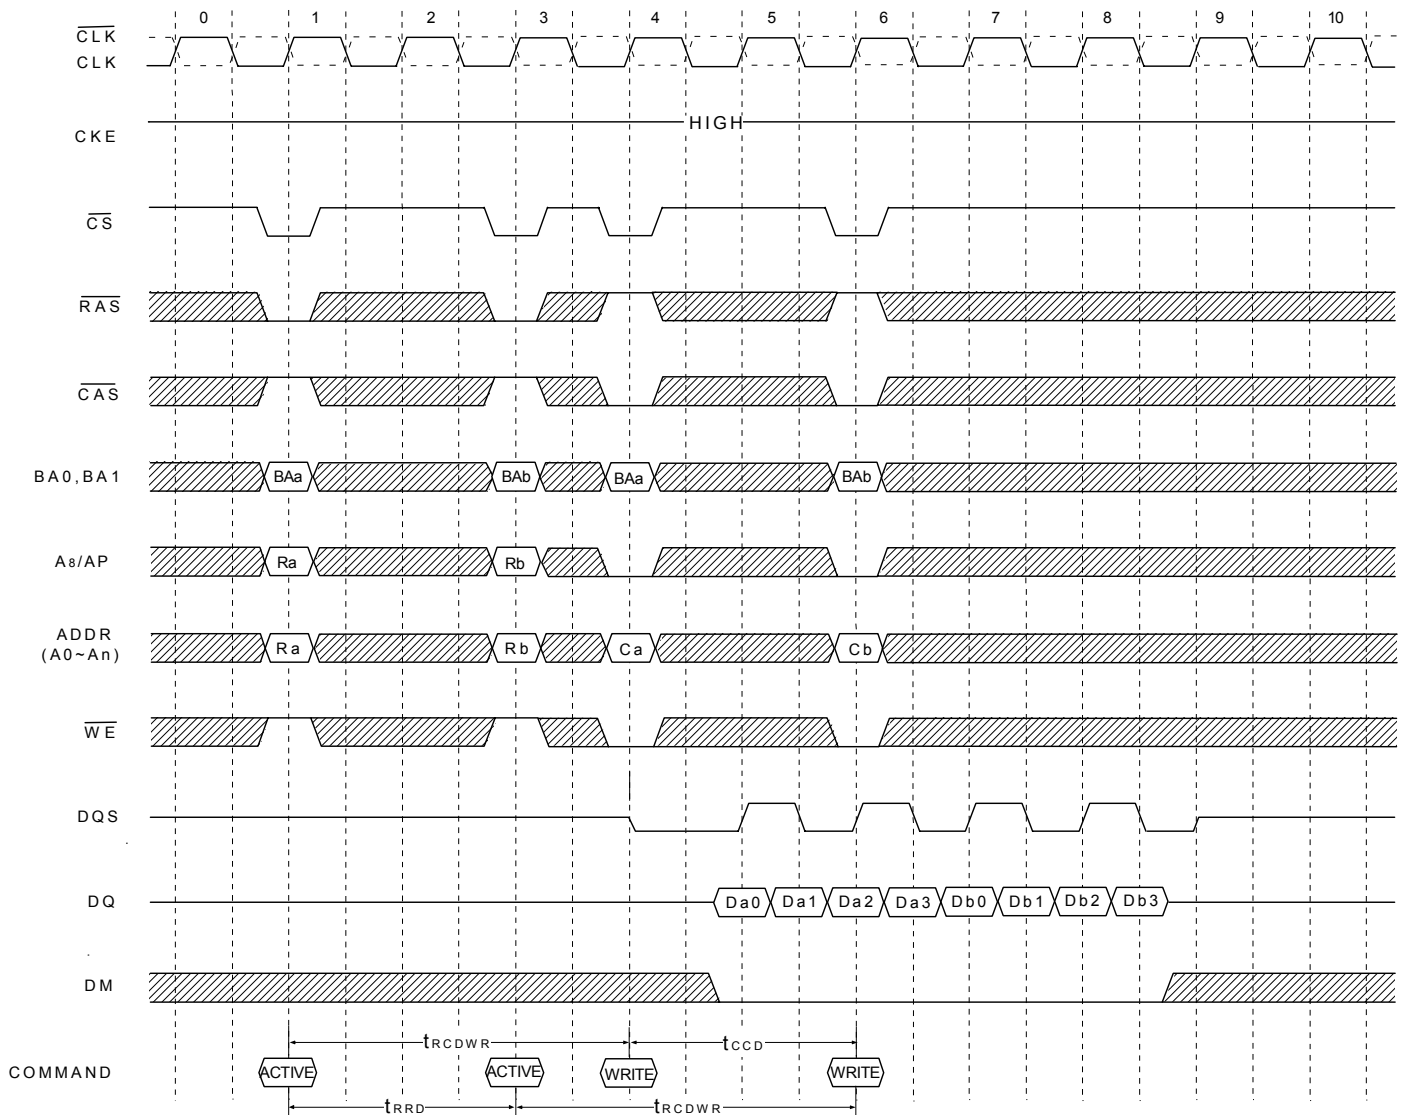 0 1 2 3 4 5 6 7 8 9 10
CLK
CLK
CKE HIGH
CS
RAS
CAS
BA0,BA1 BAa BAb BAa BAb
A8/AP Ra Rb
ADDR
(A0~An) Ra Rb Ca Cb
WE
DQS
DQ Da0 Da1 Da2 Da3 Db0 Db1 Db2 Db3
DM
tRCDWR tCCD
COMMAND ACTIVE ACTIVE WRITE WRITE
tRRD tRCDWR